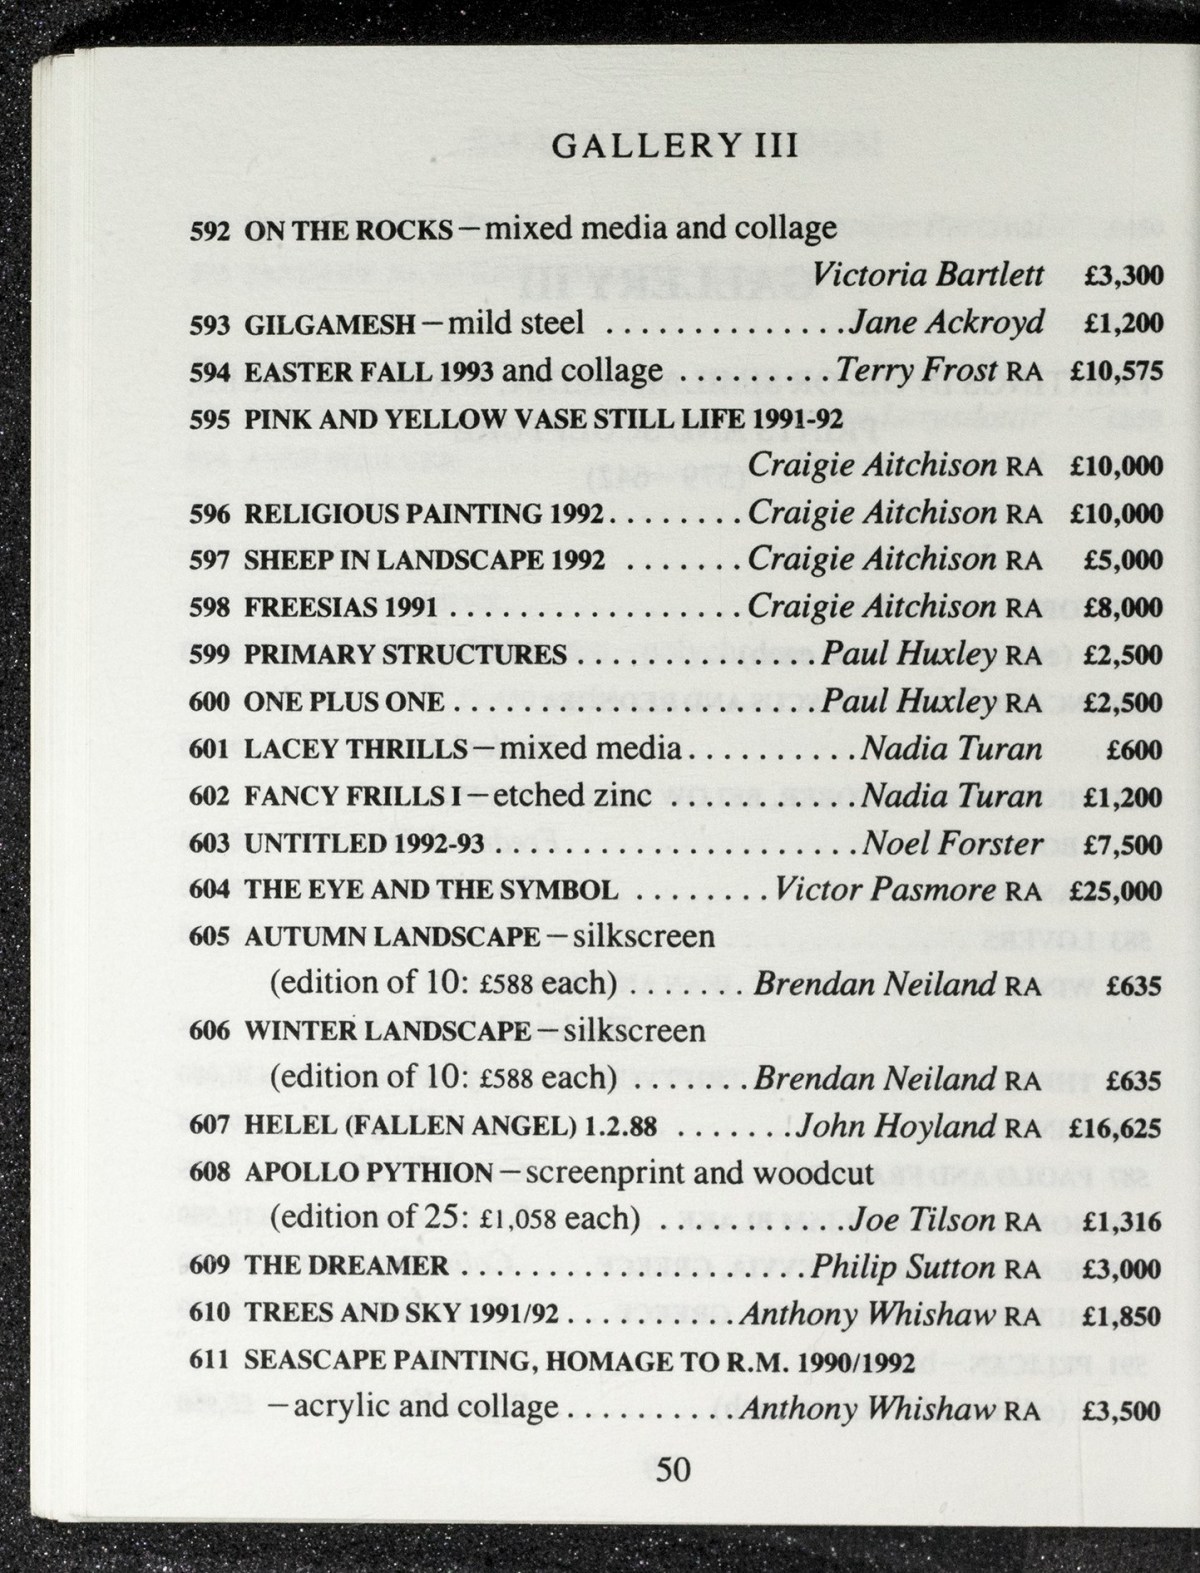 GALLERY III
592 ON THE ROCKS – mixed media and collage
Victoria Bartlett £3,300
593 GILGAMESH – mild steel .............. Jane Ackroyd £1,200
594 EASTER FALL 1993 and collage ......... Terry Frost RA £10,575
595 PINK AND YELLOW VASE STILL LIFE 1991-92
Craigie Aitchison RA £10,000
596 RELIGIOUS PAINTING 1992 ........ Craigie Aitchison RA £10,000
597 SHEEP IN LANDSCAPE 1992 ....... Craigie Aitchison RA £5,000
598 FREESIAS 1991 ................. Craigie Aitchison RA £8,000
599 PRIMARY STRUCTURES .............. Paul Huxley RA £2,500
600 ONE PLUS ONE ..................... Paul Huxley RA £2,500
601 LACEY THRILLS – mixed media .......... Nadia Turan £600
602 FANCY FRILLS I – etched zinc ........... Nadia Turan £1,200
603 UNTITLED 1992-93 ..................... Noel Forster £7,500
604 THE EYE AND THE SYMBOL ........ Victor Pasmore RA £25,000
605 AUTUMN LANDSCAPE – silkscreen
(edition of 10: £588 each) ....... Brendan Neiland RA £635
606 WINTER LANDSCAPE – silkscreen
(edition of 10: £588 each) ....... Brendan Neiland RA £635
607 HELEL (FALLEN ANGEL) 1.2.88 ....... John Hoyland RA £16,625
608 APOLLO PYTHION – screenprint and woodcut
(edition of 25: £1,058 each) ........... Joe Tilson RA £1,316
609 THE DREAMER .................... Philip Sutton RA £3,000
610 TREES AND SKY 1991/92 .......... Anthony Whishaw RA £1,850
611 SEASCAPE PAINTING, HOMAGE TO R.M. 1990/1992
– acrylic and collage .......... Anthony Whishaw RA £3,500
50